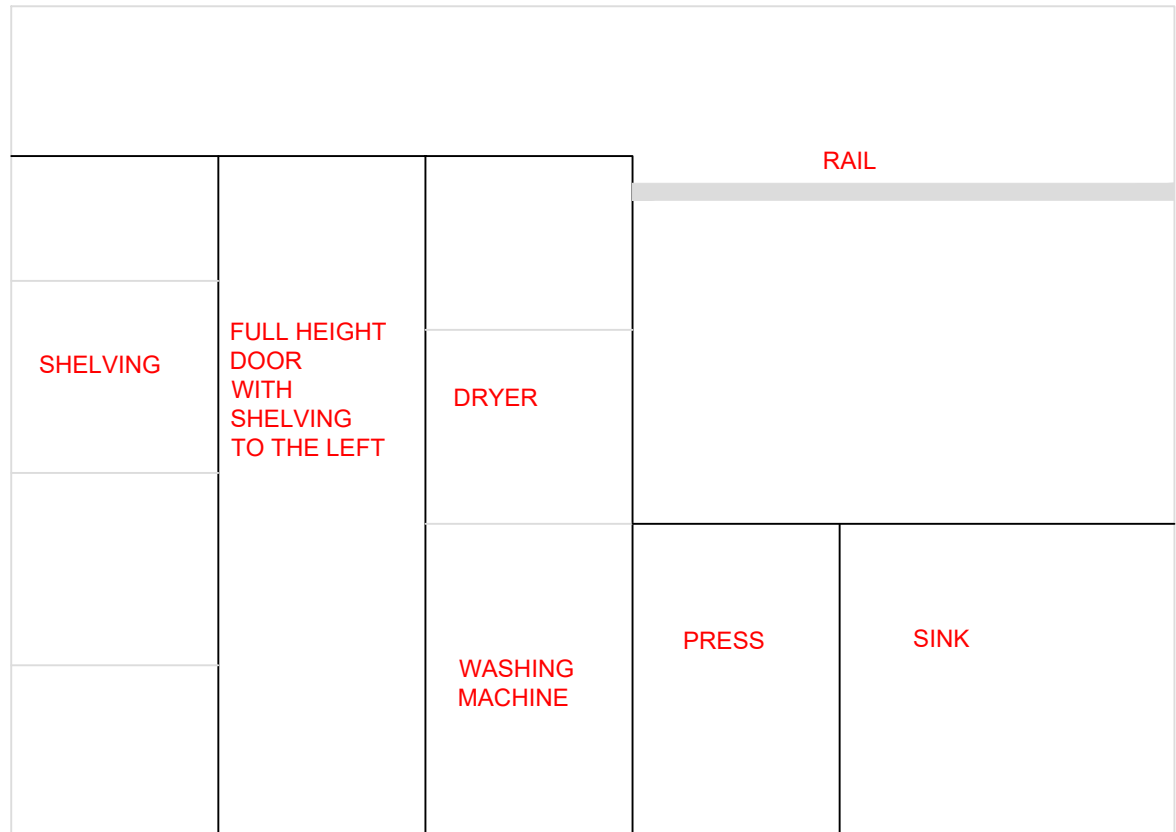 RAIL
SHELVING
FULL HEIGHT
DOOR
WITH
SHELVING
TO THE LEFT
DRYER
WASHING
MACHINE
PRESS
SINK